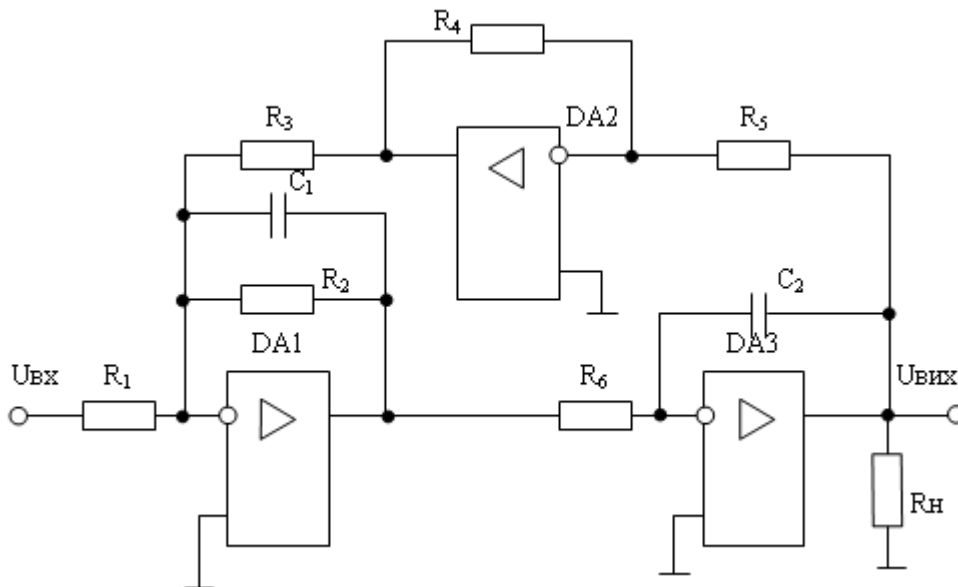 R₄
R₃
DA2
R₅
C₁
R₂
C₂
DA1
DA3
Uвх
R₁
R₆
Uвих
Rн